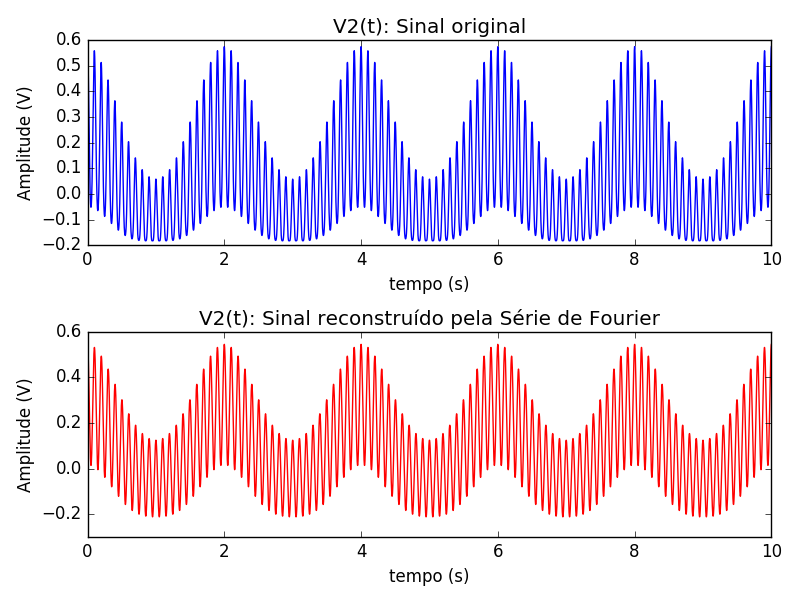 V2(t): Sinal original
0.6
0.5
0.4
0.3
0.2
0.1
0.0
−0.1
−0.2
Amplitude (V)
0 2 4 6 8 10
tempo (s)
V2(t): Sinal reconstruído pela Série de Fourier
0.6
0.4
0.2
0.0
−0.2
Amplitude (V)
0 2 4 6 8 10
tempo (s)